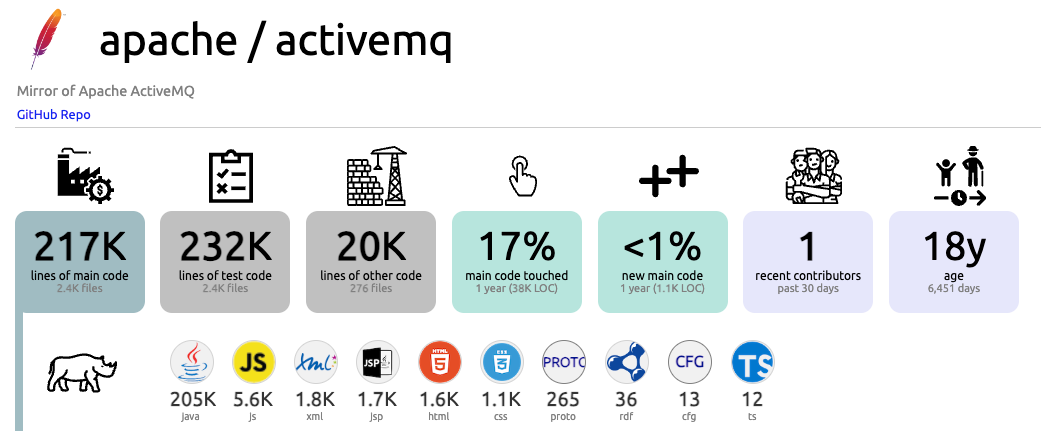 apache / activemq
Mirror of Apache ActiveMQ
GitHub Repo
217K
lines of main code
2.4K files
232K
lines of test code
2.4K files
20K
lines of other code
276 files
17%
main code touched
1 year (38K LOC)
<1%
new main code
1 year (1.1K LOC)
1
recent contributors
past 30 days
18y
age
6,451 days
JS
Xml
JSP
HTML
5
CSS
3
PROTO
CFG
TS
205K
java
5.6K
js
1.8K
xml
1.7K
jsp
1.6K
html
1.1K
css
265
proto
36
rdf
13
cfg
12
ts